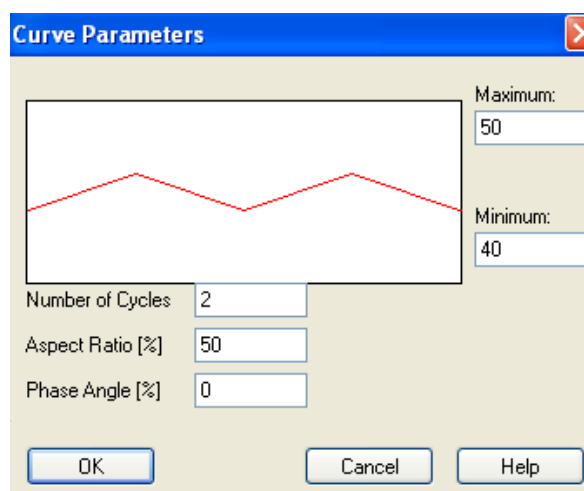 Curve Parameters
Maximum:
50
Minimum:
40
Number of Cycles 2
Aspect Ratio [%] 50
Phase Angle [%] 0
OK Cancel Help